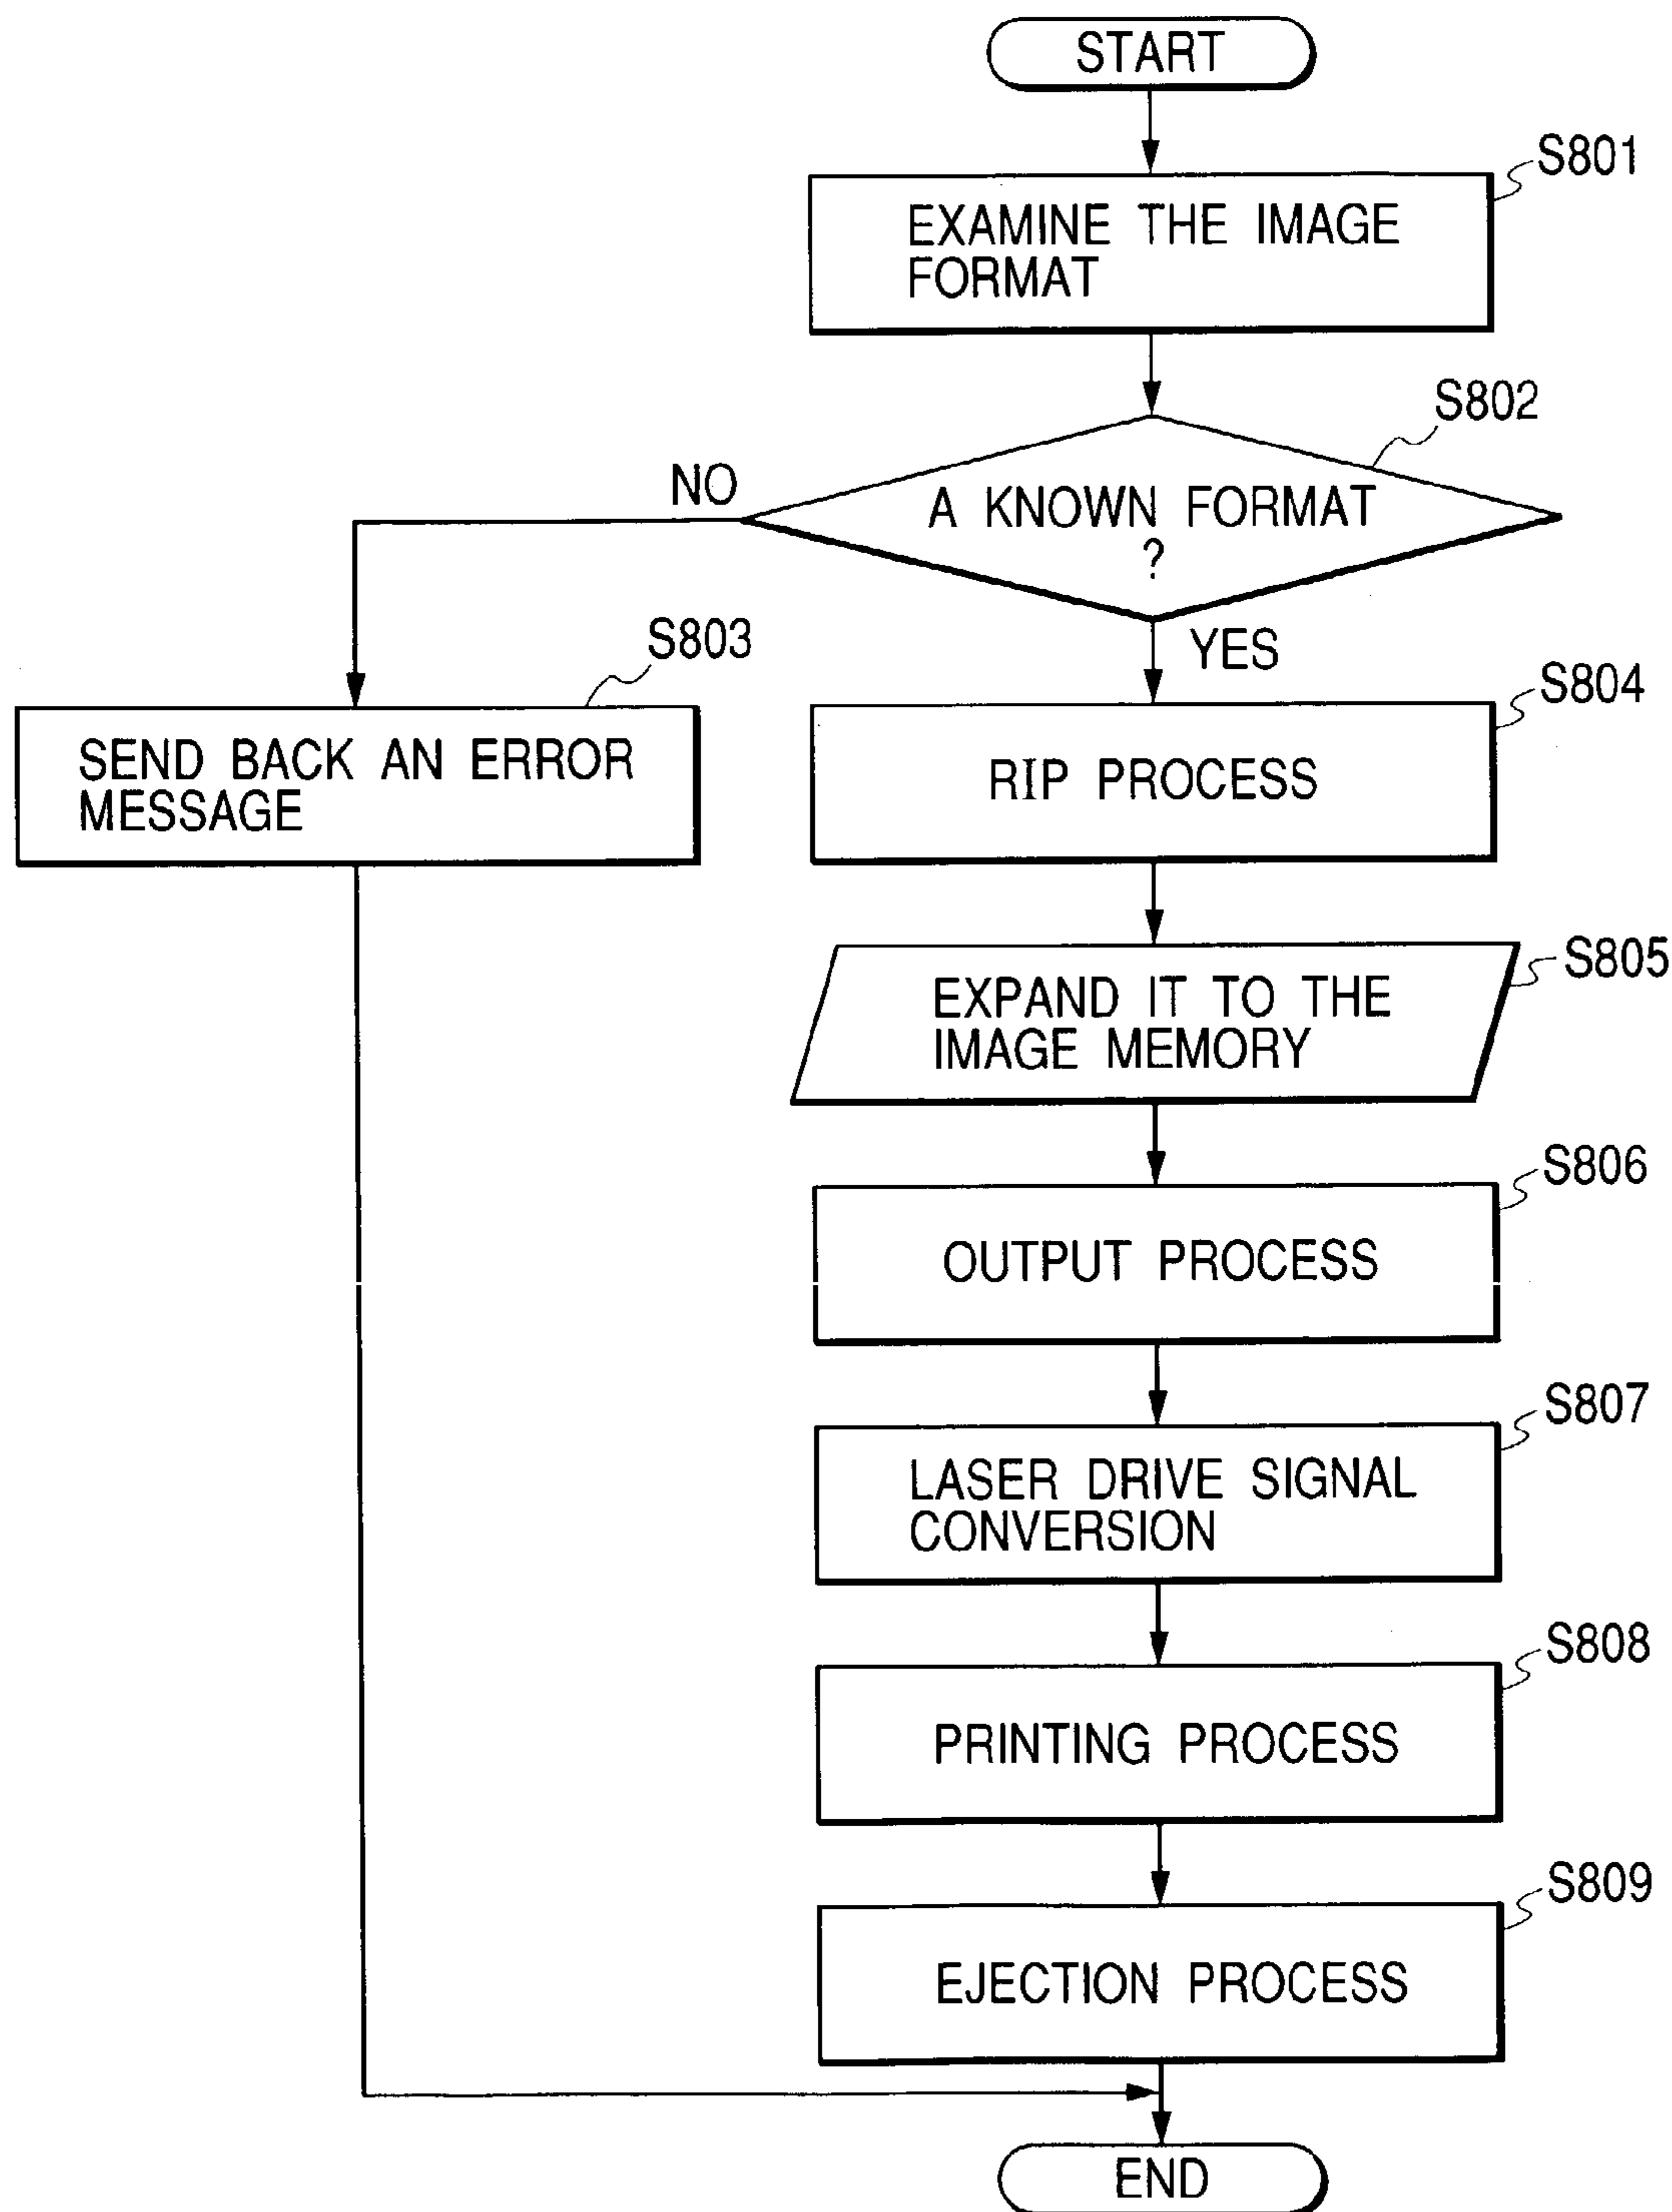 START
S801
EXAMINE THE IMAGE
FORMAT
S802
NO
A KNOWN FORMAT
?
YES
S803
SEND BACK AN ERROR
MESSAGE
S804
RIP PROCESS
S805
EXPAND IT TO THE
IMAGE MEMORY
S806
OUTPUT PROCESS
S807
LASER DRIVE SIGNAL
CONVERSION
S808
PRINTING PROCESS
S809
EJECTION PROCESS
END